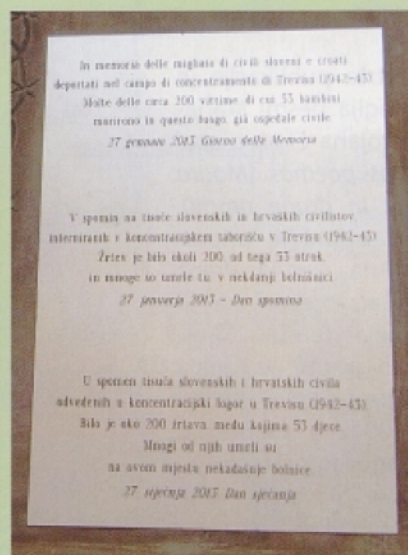 In memoria delle migliaia di civili sloveni e croati
deportati nel campo di concentramento di Treviso (1942-43).
Molte delle circa 200 vittime, di cui 53 bambini
morirono in questo luogo, già ospedale civile
27 gennaio 2013 Giorno della Memoria
V spomin na tisoče slovenskih in hrvaških civilistov,
interniranih v koncentracijskem taborišču v Trevisu (1942-43)
Žrtev je bilo okoli 200, od tega 53 otrok,
in mnoge so umrle tu, v nekdanji bolnišnici
27 januarja 2013 - Dan spomina
U spomen tisuća slovenskih i hrvatskih civila
odvedenih u koncentracijski logor u Trevisu (1942-43).
Bilo je oko 200 žrtava među kojima 53 djece.
Mnogi od njih umrli su
na ovom mjestu nekadašnje bolnice
27 siječnja 2013 Dan sjećanja